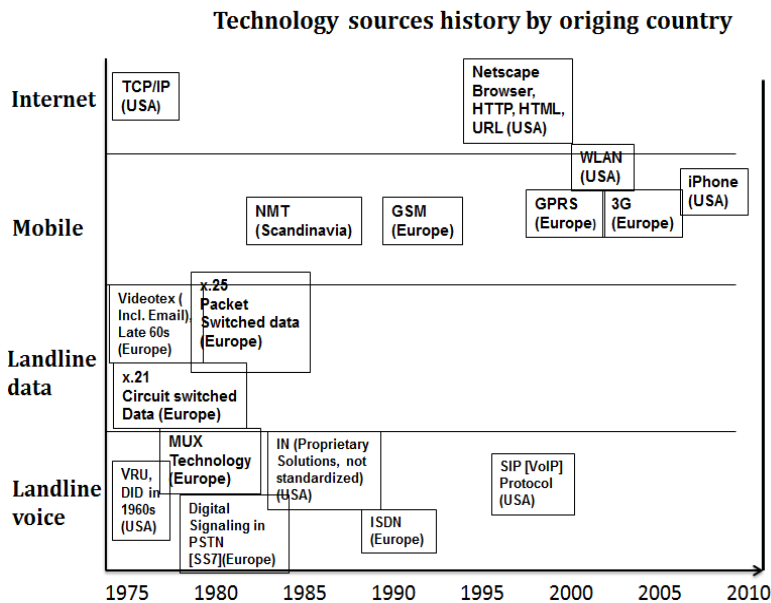 Technology sources history by origing country
Internet
TCP/IP
(USA)
Netscape
Browser,
HTTP, HTML,
URL (USA)
WLAN
(USA)
Mobile
NMT
(Scandinavia)
GSM
(Europe)
GPRS
(Europe)
3G
(Europe)
iPhone
(USA)
Landline
data
Videotex (
Incl. Email),
Late 60s
(Europe)
x.25
Packet
Switched data
(Europe)
x.21
Circuit switched
Data (Europe)
Landline
voice
VRU,
DID in
1960s
(USA)
MUX
Technology
(Europe)
Digital
Signaling in
PSTN
[SS7](Europe)
IN (Proprietary
Solutions, not
standardized)
(USA)
ISDN
(Europe)
SIP [VoIP]
Protocol
(USA)
1975 1980 1985 1990 1995 2000 2005 2010